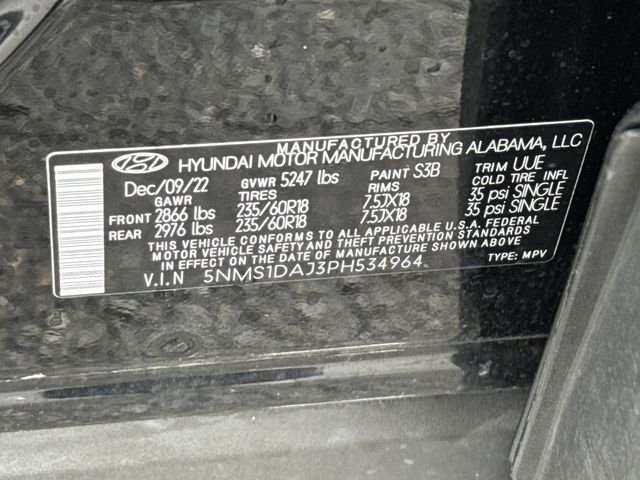 MANUFACTURED BY
HYUNDAI MOTOR MANUFACTURING ALABAMA, LLC
Dec/09/22 GVWR 5247 lbs PAINT S3B TRIM UUE
GAWR TIRES RIMS COLD TIRE INFL
FRONT 2866 lbs 235/60R18 7.5JX18 35 psi SINGLE
REAR 2976 lbs 235/60R18 7.5JX18 35 psi SINGLE
THIS VEHICLE CONFORMS TO ALL APPLICABLE U.S.A. FEDERAL
MOTOR VEHICLE SAFETY AND BUMPER STANDARDS IN EFFECT
IN EFFECT ON THE DATE OF MANUFACTURE SHOWN ABOVE.
V.I.N 5NMS1DAJ3PH534964 TYPE: MPV